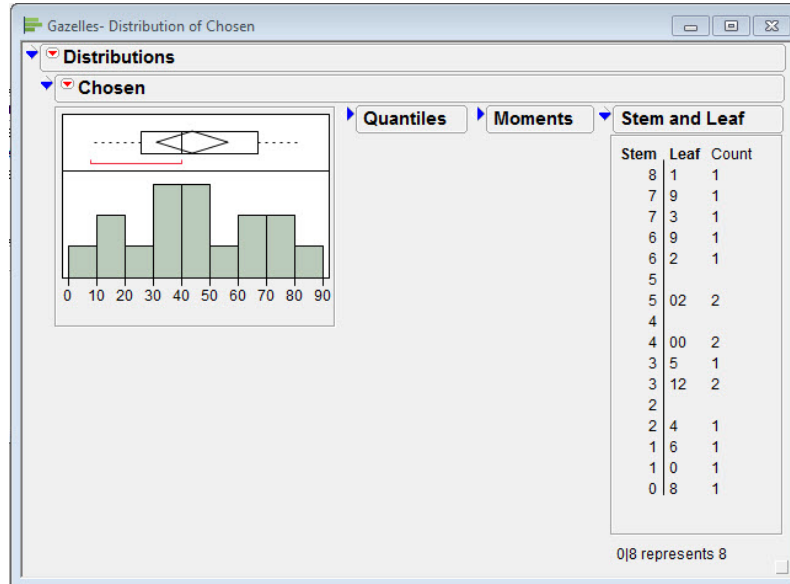 Gazelles- Distribution of Chosen
Distributions
Chosen
0 10 20 30 40 50 60 70 80 90
Quantiles
Moments
Stem and Leaf
Stem Leaf Count
8 1 1
7 9 1
7 3 1
6 9 1
6 2 1
5
5 02 2
4
4 00 2
3 5 1
3 12 2
2
2 4 1
1 6 1
1 0 1
0 8 1
0|8 represents 8